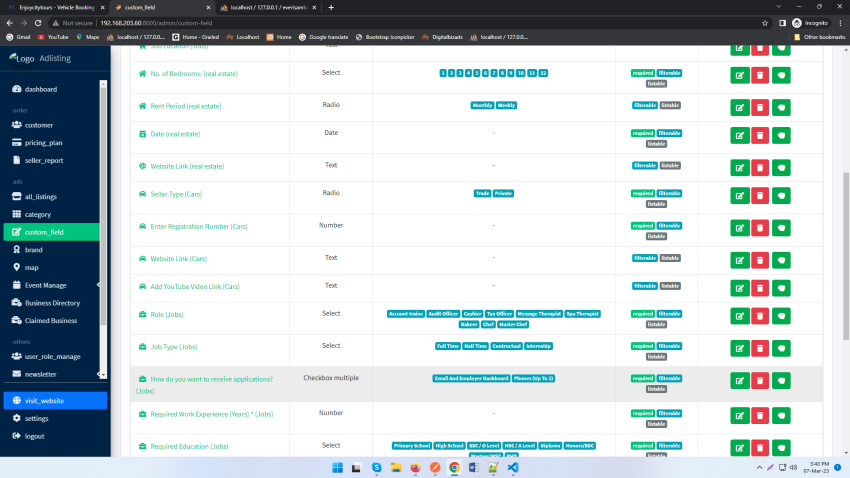 Enjoycitytours - Vehicle Booking
custom_field
localhost / 127.0.0.1 / everisamt
Not secure
192.168.203.60:8000/admin/custom-field
Incognito
Gmail
YouTube
Maps
localhost / 127.0.0....
Home - Grailed
Localhost
Home
Google translate
Bootstrap Iconpicker
Digitalbizads
localhost / 127.0.0....
Other bookmarks
Logo
Adlisting
dashboard
order
customer
pricing_plan
seller_report
ads
all_listings
category
custom_field
brand
map
Event Manage
Business Directory
Claimed Business
others
user_role_manage
newsletter
visit_website
settings
logout
Job Location (Jobs)
Text
No. of Bedrooms: (real estate)
Select
1 2 3 4 5 6 7 8 9 10 11 12
required filterable
listable
Rent Period (real estate)
Radio
Monthly Weekly
filterable listable
Date (real estate)
Date
-
required filterable
listable
Website Link (real estate)
Text
-
filterable listable
Seller Type (Cars)
Radio
Trade Private
required filterable
listable
Enter Registration Number (Cars)
Number
-
required filterable
listable
Website Link (Cars)
Text
-
filterable listable
Add YouTube Video Link (Cars)
Text
-
filterable listable
Role (Jobs)
Select
Account traine Audit Officer Cashier Tax Officer Message Therapist Spa Therapist
Bakeer Chef Master Chef
required filterable
listable
Job Type (Jobs)
Select
Full Time Half Time Contructual Internship
required filterable
listable
How do you want to receive applications?
(Jobs)
Checkbox multiple
Email And Employer Dashboard Phones (Up To 3)
required filterable
listable
Required Work Experience (Years) * (Jobs)
Number
-
required filterable
listable
Required Education (Jobs)
Select
Primary School High School SSC / O Level HSC / A Level Diploma Honors/BSC
required filterable
3:40 PM
07-Mar-23